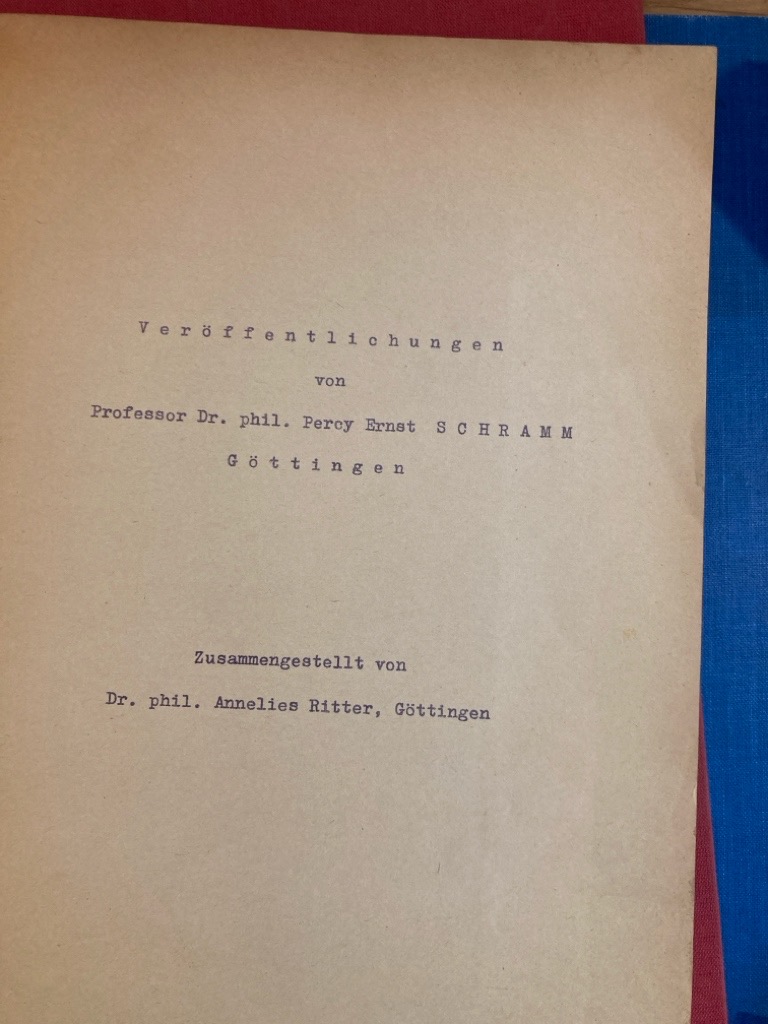 V e r ö f f e n t l i c h u n g e n
von
Professor Dr. phil. Percy Ernst S C H R A M M
G ö t t i n g e n
Zusammengestellt von
Dr. phil. Annelies Ritter, Göttingen